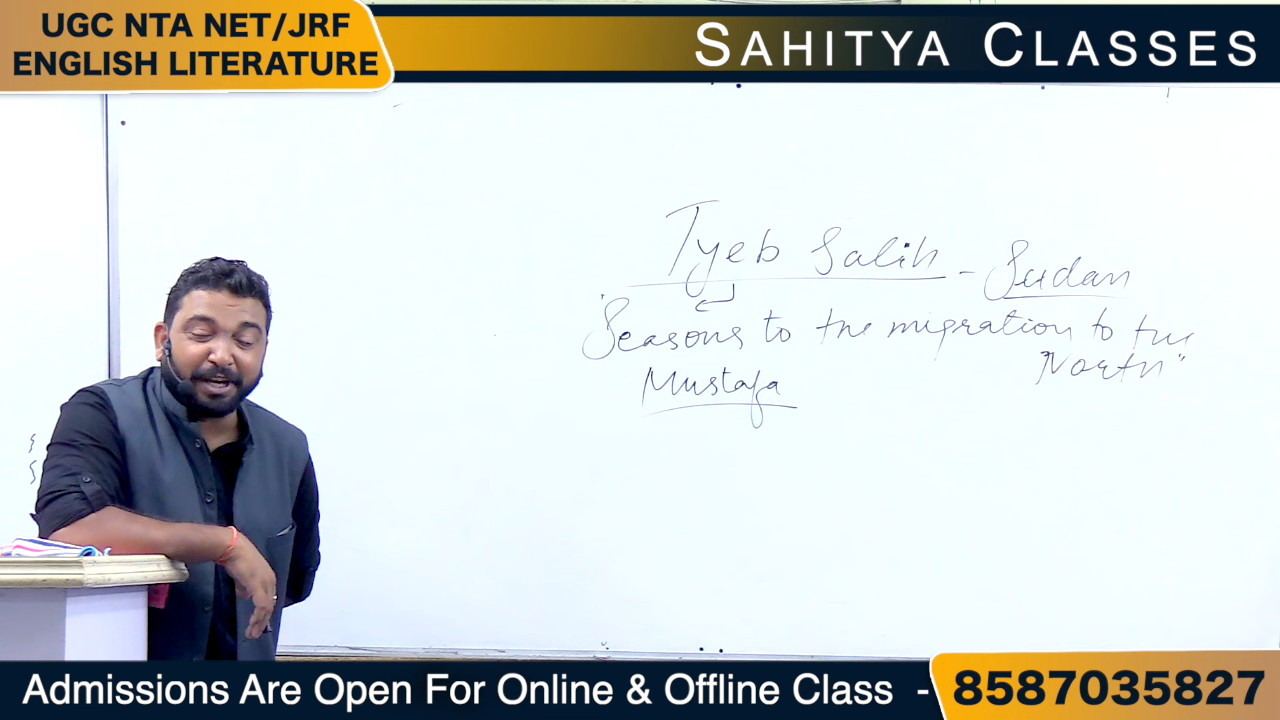 UGC NTA NET/JRF
ENGLISH LITERATURE
SAHITYA CLASSES
Tyeb Salih - Sudan
"Seasons to the migration to the
North"
Mustafa
Admissions Are Open For Online & Offline Class - 8587035827